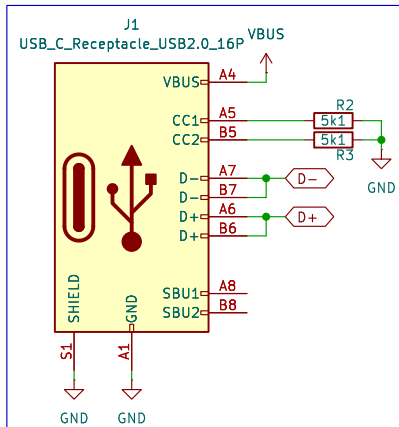 J1
USB_C_Receptacle_USB2.0_16P
VBUS
VBUS A4
CC1 A5
R2
5k1
CC2 B5
5k1
R3
GND
D- A7
D- B7
D-
D+ A6
D+ B6
D+
SBU1 A8
SBU2 B8
SHIELD
GND
S1
A1
GND
GND